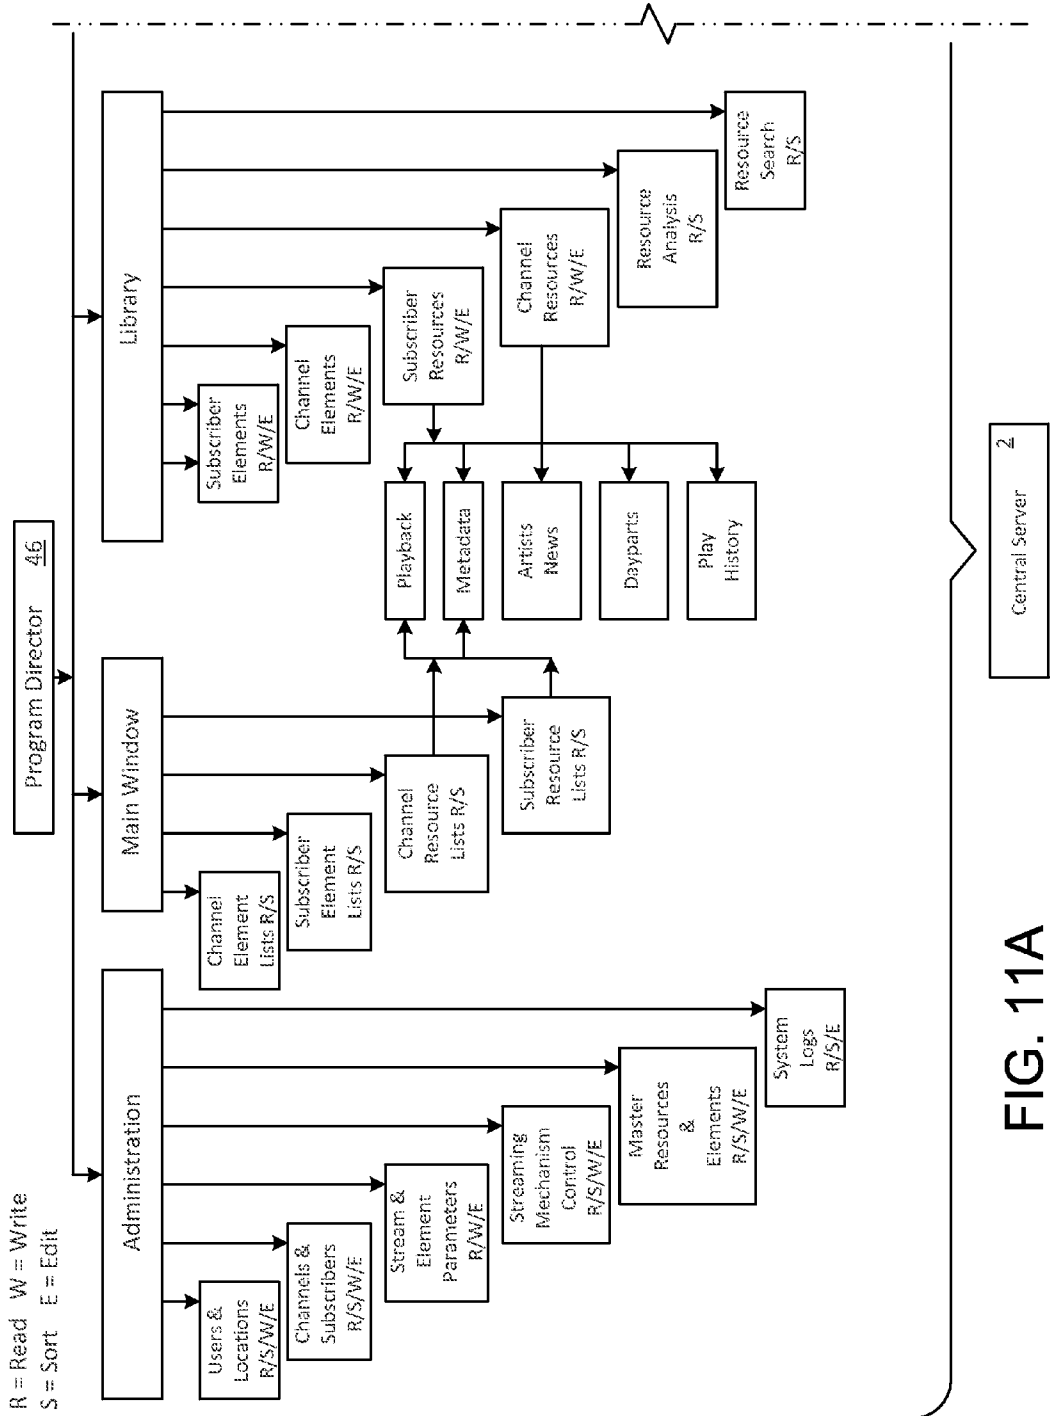 R = Read   W = Write
S = Sort   E = Edit
Program Director   46
Administration
Users &
Locations
R/S/W/E
Channels &
Subscribers
R/S/W/E
Stream &
Element
Parameters
R/W/E
Streaming
Mechanism
Control
R/S/W/E
Master
Resources
&
Elements
R/S/W/E
System
Logs
R/S/E
Main Window
Channel
Element
Lists R/S
Subscriber
Element
Lists R/S
Channel
Resource
Lists R/S
Subscriber
Resource
Lists R/S
Library
Subscriber
Elements
R/W/E
Channel
Elements
R/W/E
Subscriber
Resources
R/W/E
Channel
Resources
R/W/E
Resource
Analysis
R/S
Resource
Search
R/S
Playback
Metadata
Artists
News
Dayparts
Play
History
Central Server   2
FIG. 11A